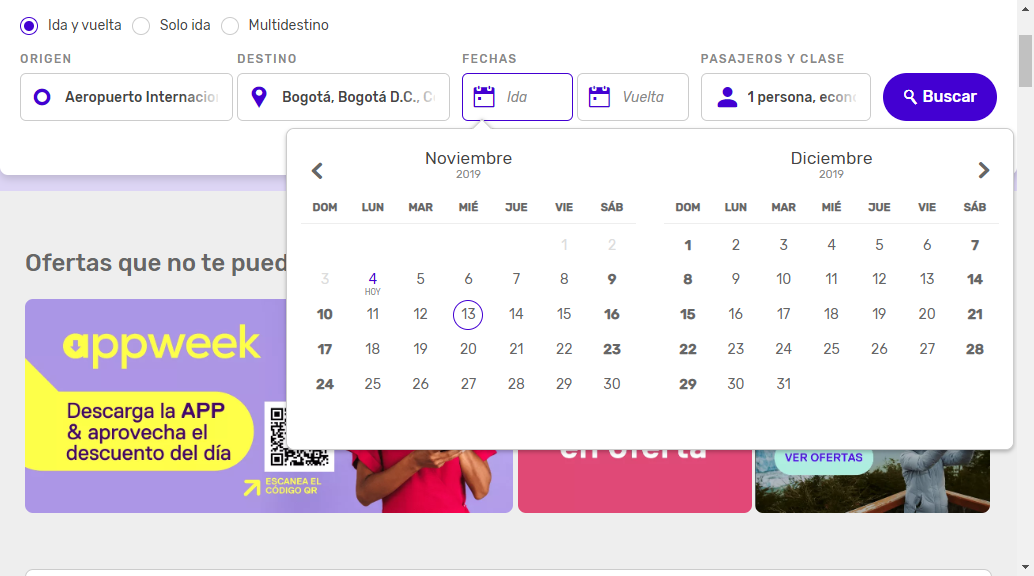 Ida y vuelta Solo ida Multidestino
ORIGEN DESTINO FECHAS PASAJEROS Y CLASE
Aeropuerto Internacion Bogotá, Bogotá D.C., Co Ida Vuelta 1 persona, econo Buscar
Noviembre Diciembre
2019 2019
DOM LUN MAR MIÉ JUE VIE SÁB DOM LUN MAR MIÉ JUE VIE SÁB
1 2 1 2 3 4 5 6 7
3 4 5 6 7 8 9 8 9 10 11 12 13 14
HOY
10 11 12 13 14 15 16 15 16 17 18 19 20 21
17 18 19 20 21 22 23 22 23 24 25 26 27 28
24 25 26 27 28 29 30 29 30 31
Ofertas que no te pued
appweek
Descarga la APP
& aprovecha el
descuento del día
ESCANEA EL
CÓDIGO QR
en oferta
VER OFERTAS